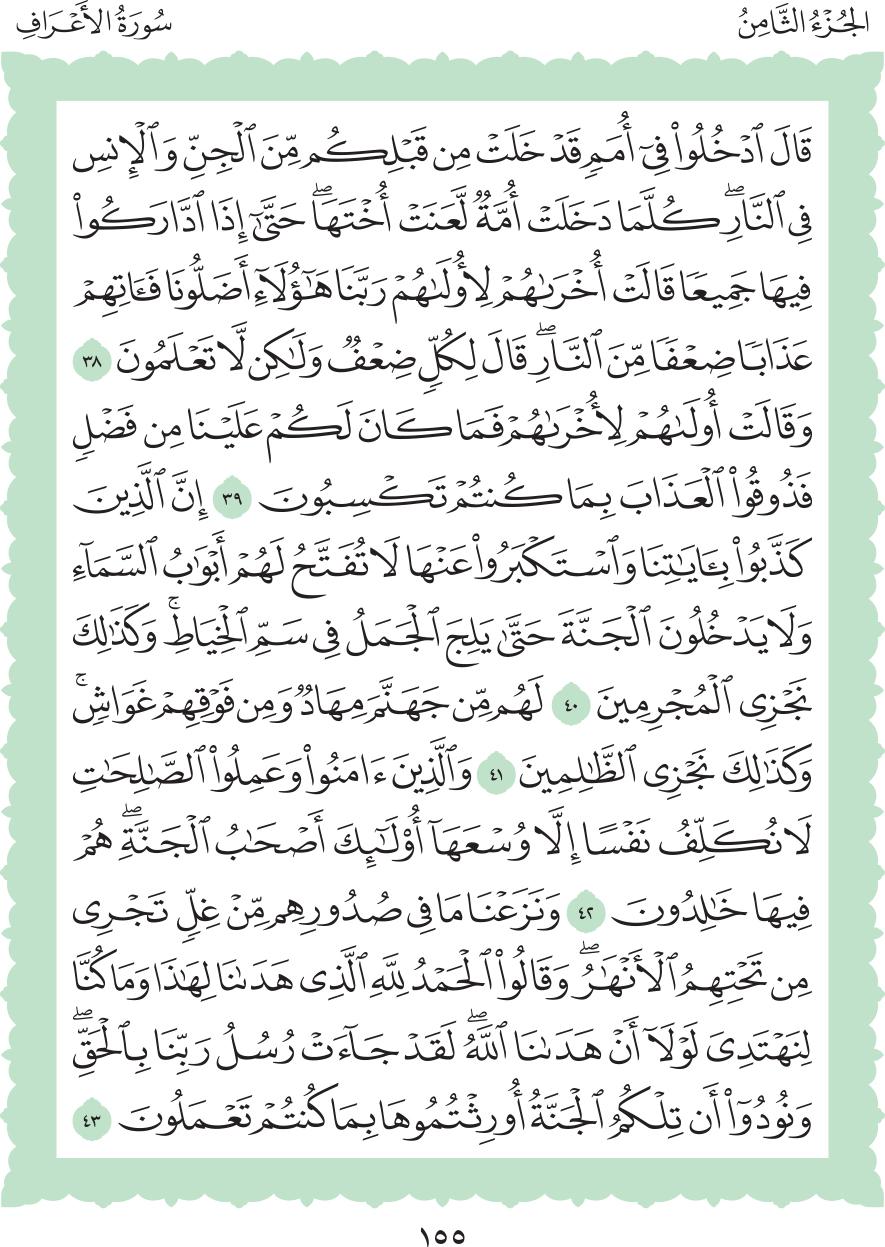 الجُزْءُ الثَّامِنُ
سُورَةُ الأَعْرَافِ
قَالَ ٱدۡخُلُواْ فِيٓ أُمَمٖ قَدۡ خَلَتۡ مِن قَبۡلِكُم مِّنَ ٱلۡجِنِّ وَٱلۡإِنسِ
فِي ٱلنَّارِۖ كُلَّمَا دَخَلَتۡ أُمَّةٞ لَّعَنَتۡ أُخۡتَهَاۖ حَتَّىٰٓ إِذَا ٱدَّارَكُواْ
فِيهَا جَمِيعٗا قَالَتۡ أُخۡرَىٰهُمۡ لِأُولَىٰهُمۡ رَبَّنَا هَٰٓؤُلَآءِ أَضَلُّونَا فَـَٔاتِهِمۡ
عَذَابٗا ضِعۡفٗا مِّنَ ٱلنَّارِۖ قَالَ لِكُلّٖ ضِعۡفٞ وَلَٰكِن لَّا تَعۡلَمُونَ ٣٨
وَقَالَتۡ أُولَىٰهُمۡ لِأُخۡرَىٰهُمۡ فَمَا كَانَ لَكُمۡ عَلَيۡنَا مِن فَضۡلٖ
فَذُوقُواْ ٱلۡعَذَابَ بِمَا كُنتُمۡ تَكۡسِبُونَ ٣٩ إِنَّ ٱلَّذِينَ
كَذَّبُواْ بِـَٔايَٰتِنَا وَٱسۡتَكۡبَرُواْ عَنۡهَا لَا تُفَتَّحُ لَهُمۡ أَبۡوَٰبُ ٱلسَّمَآءِ
وَلَا يَدۡخُلُونَ ٱلۡجَنَّةَ حَتَّىٰ يَلِجَ ٱلۡجَمَلُ فِي سَمِّ ٱلۡخِيَاطِۚ وَكَذَٰلِكَ
نَجۡزِي ٱلۡمُجۡرِمِينَ ٤٠ لَهُم مِّن جَهَنَّمَ مِهَادٞ وَمِن فَوۡقِهِمۡ غَوَاشٖۚ
وَكَذَٰلِكَ نَجۡزِي ٱلظَّٰلِمِينَ ٤١ وَٱلَّذِينَ ءَامَنُواْ وَعَمِلُواْ ٱلصَّٰلِحَٰتِ
لَا نُكَلِّفُ نَفۡسًا إِلَّا وُسۡعَهَآ أُوْلَٰٓئِكَ أَصۡحَٰبُ ٱلۡجَنَّةِۖ هُمۡ
فِيهَا خَٰلِدُونَ ٤٢ وَنَزَعۡنَا مَا فِي صُدُورِهِم مِّنۡ غِلّٖ تَجۡرِي
مِن تَحۡتِهِمُ ٱلۡأَنۡهَٰرُۖ وَقَالُواْ ٱلۡحَمۡدُ لِلَّهِ ٱلَّذِي هَدَىٰنَا لِهَٰذَا وَمَا كُنَّا
لِنَهۡتَدِيَ لَوۡلَآ أَنۡ هَدَىٰنَا ٱللَّهُۖ لَقَدۡ جَآءَتۡ رُسُلُ رَبِّنَا بِٱلۡحَقِّۖ
وَنُودُوٓاْ أَن تِلۡكُمُ ٱلۡجَنَّةُ أُورِثۡتُمُوهَا بِمَا كُنتُمۡ تَعۡمَلُونَ ٤٣
١٥٥